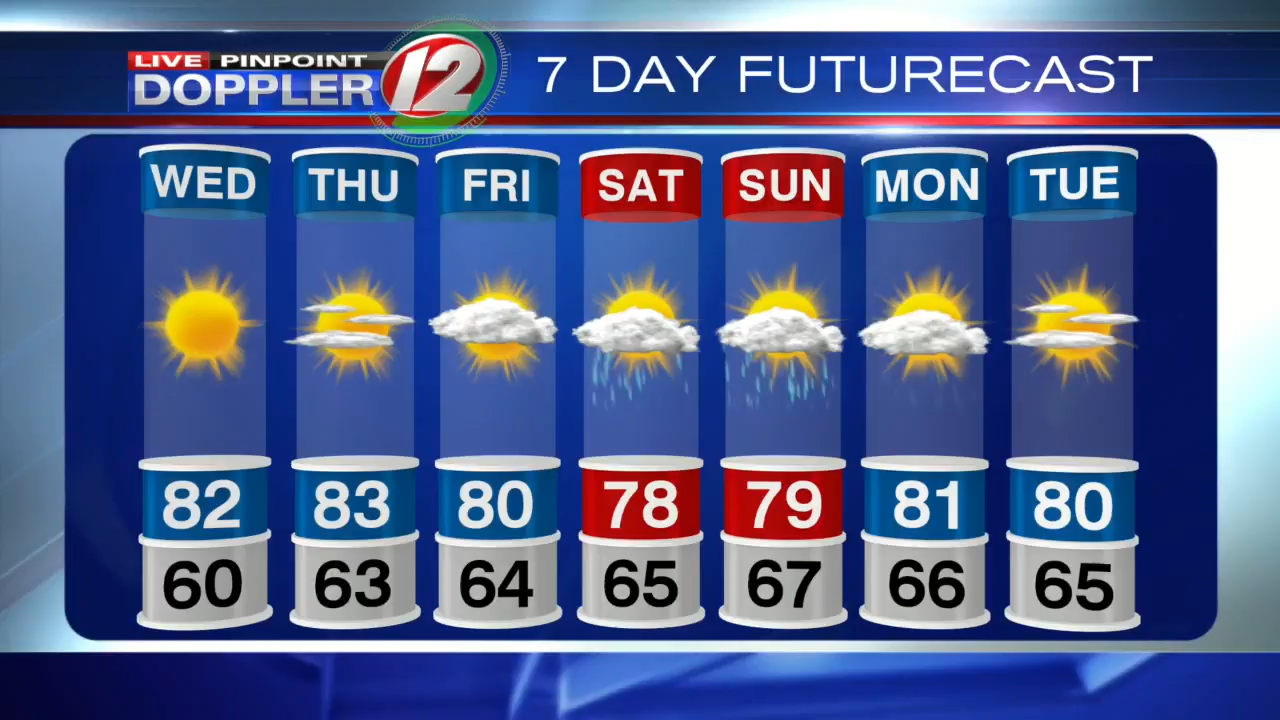 LIVE PINPOINT
DOPPLER 12
7 DAY FUTURECAST
WED THU FRI SAT SUN MON TUE
82 83 80 78 79 81 80
60 63 64 65 67 66 65